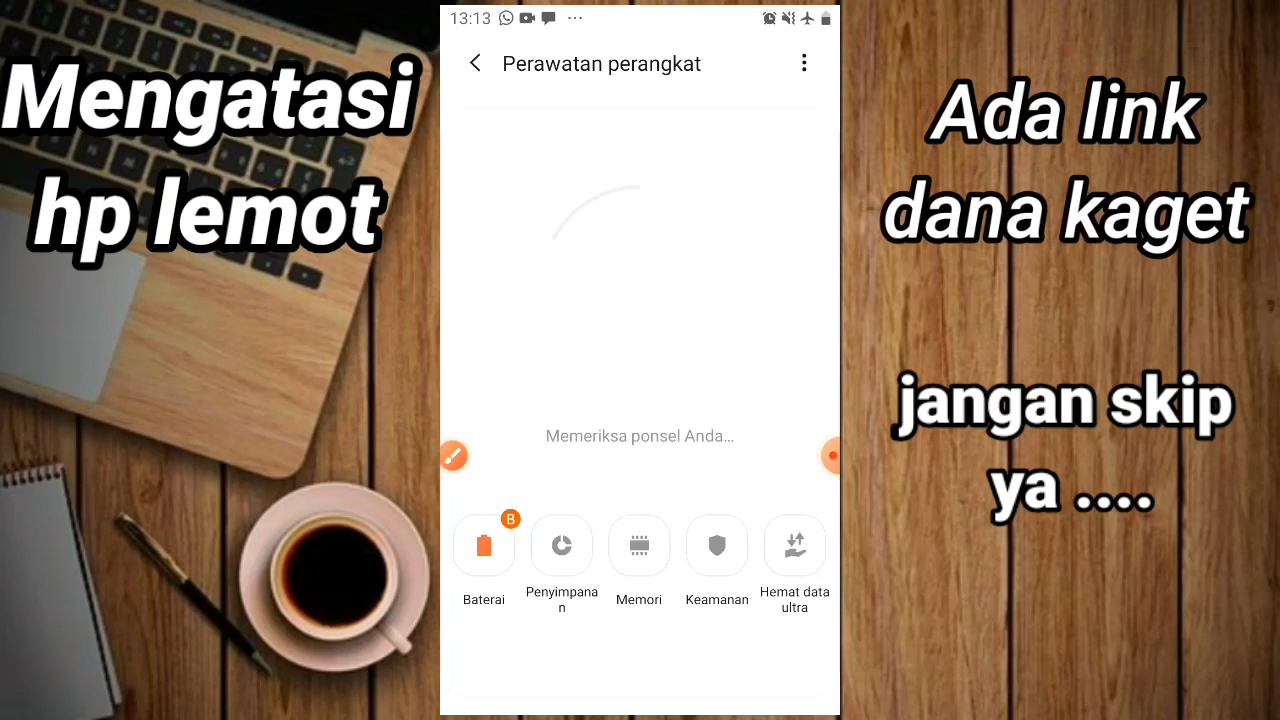 Mengatasi
hp lemot
13:13
Perawatan perangkat
Memeriksa ponsel Anda...
B
Baterai
Penyimpana
n
Memori
Keamanan
Hemat data
ultra
Ada link
dana kaget
jangan skip
ya ....